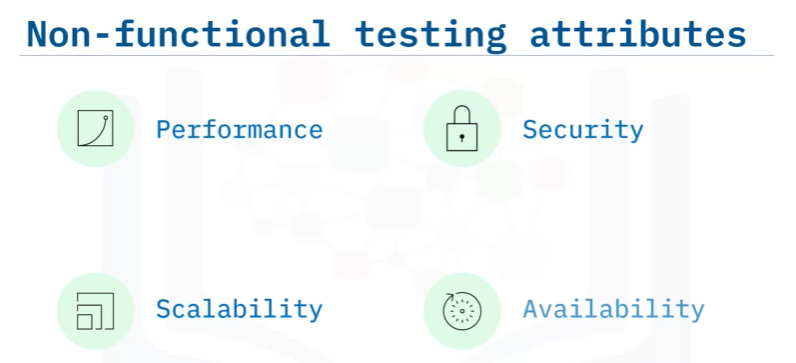 Non-functional testing attributes
Performance
Security
Scalability
Availability